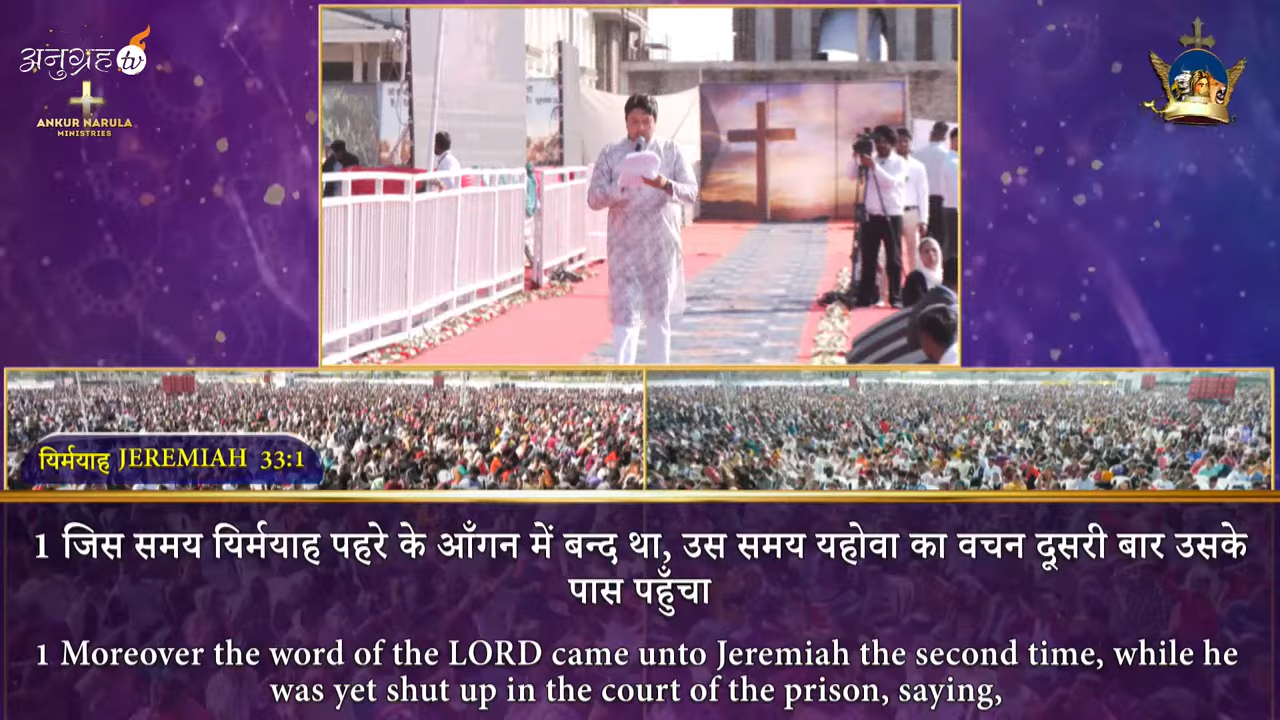 अनुग्रह tv
ANKUR NARULA
MINISTRIES
यिर्मयाह JEREMIAH 33:1
1 जिस समय यिर्मयाह पहरे के आँगन में बन्द था, उस समय यहोवा का वचन दूसरी बार उसके
पास पहुँचा
1 Moreover the word of the LORD came unto Jeremiah the second time, while he
was yet shut up in the court of the prison, saying,